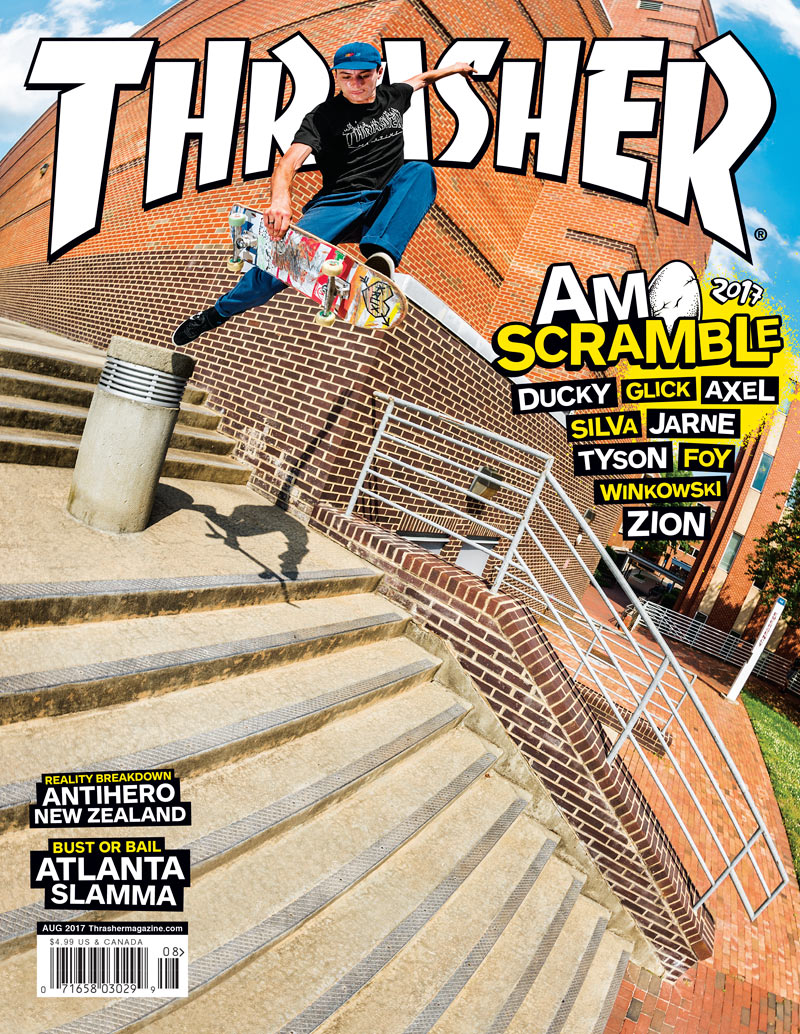 THRASHER
®
AM 2017
SCRAMBLE
DUCKY GLICK AXEL
SILVA JARNE
TYSON FOY
WINKOWSKI
ZION
REALITY BREAKDOWN
ANTIHERO
NEW ZEALAND
BUST OR BAIL
ATLANTA
SLAMMA
AUG 2017 Thrashermagazine.com
$4.99 US & CANADA
08>
0 71658 03029 9